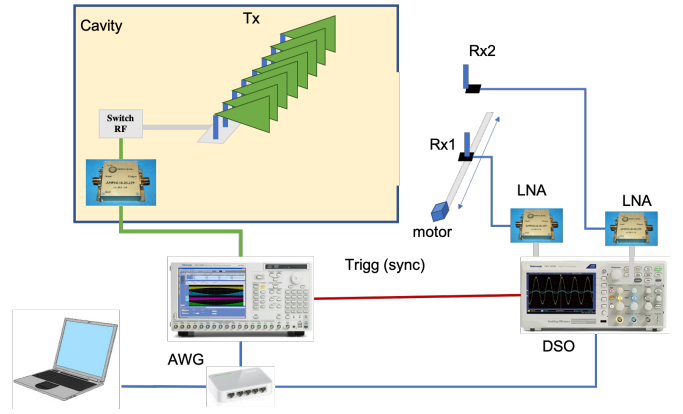 Cavity
Tx
Rx2
Switch
RF
Rx1
LNA
LNA
motor
Trigg (sync)
AWG
DSO